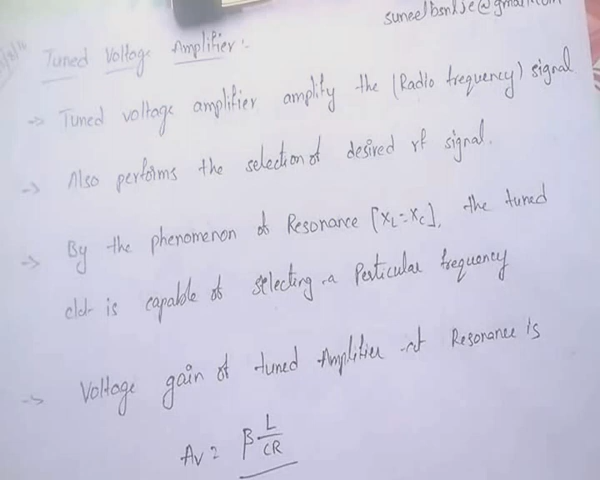 suneelbsnlje@gmail.com
Tuned Voltage Amplifier:-
-> Tuned voltage amplifier amplify the (Radio frequency) signal
-> Also performs the selection of desired rf signal.
-> By the phenomenon of Resonance [XL=XC], the tuned
ckt is capable of selecting a Perticular frequency
-> Voltage gain of tuned Amplifier at Resonance is
Av = β L/CR